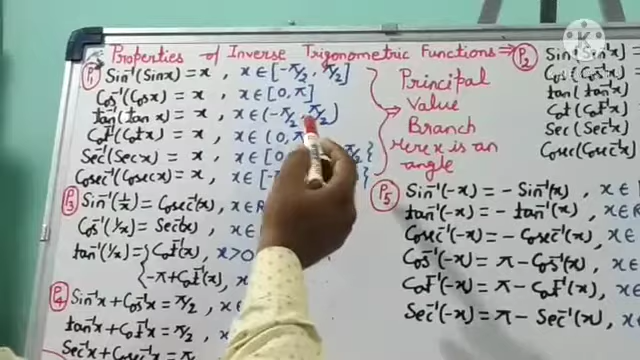 Properties of Inverse Trigonometric Functions ⇒
P1 Sin⁻¹(Sinx) = x , x ∈ [-π/2, π/2]
Cos⁻¹(Cosx) = x , x ∈ [0, π]
tan⁻¹(tanx) = x , x ∈ (-π/2, π/2)
Cot⁻¹(Cotx) = x , x ∈ (0, π
Sec⁻¹(Secx) = x , x ∈ [0, π/2}
Cosec⁻¹(Cosecx) = x , x ∈ [-π }
Principal
Value
Branch
Here x is an
angle
P2 Sin(Sin⁻¹x) =
Cos(Cos⁻¹x) =
tan(tan⁻¹x) =
Cot(Cot⁻¹x) =
Sec(Sec⁻¹x) =
Cosec(Cosec⁻¹x)
P3 Sin⁻¹(1/x) = Cosec⁻¹(x), x ∈ R
Cos⁻¹(1/x) = Sec⁻¹(x), x ∈
tan⁻¹(1/x) = { Cot⁻¹(x), x > 0
-π + Cot⁻¹(x),
P4 Sin⁻¹x + Cos⁻¹x = π/2, x ∈
tan⁻¹x + Cot⁻¹x = π/2, x
Sec⁻¹x + Cosec⁻¹x = π
P5 Sin⁻¹(-x) = - Sin⁻¹(x), x ∈ [
tan⁻¹(-x) = - tan⁻¹(x), x ∈
Cosec⁻¹(-x) = - Cosec⁻¹(x), x
Cos⁻¹(-x) = π - Cos⁻¹(x), x ∈
Cot⁻¹(-x) = π - Cot⁻¹(x), x ∈
Sec⁻¹(-x) = π - Sec⁻¹(x), x
KINEMASTER